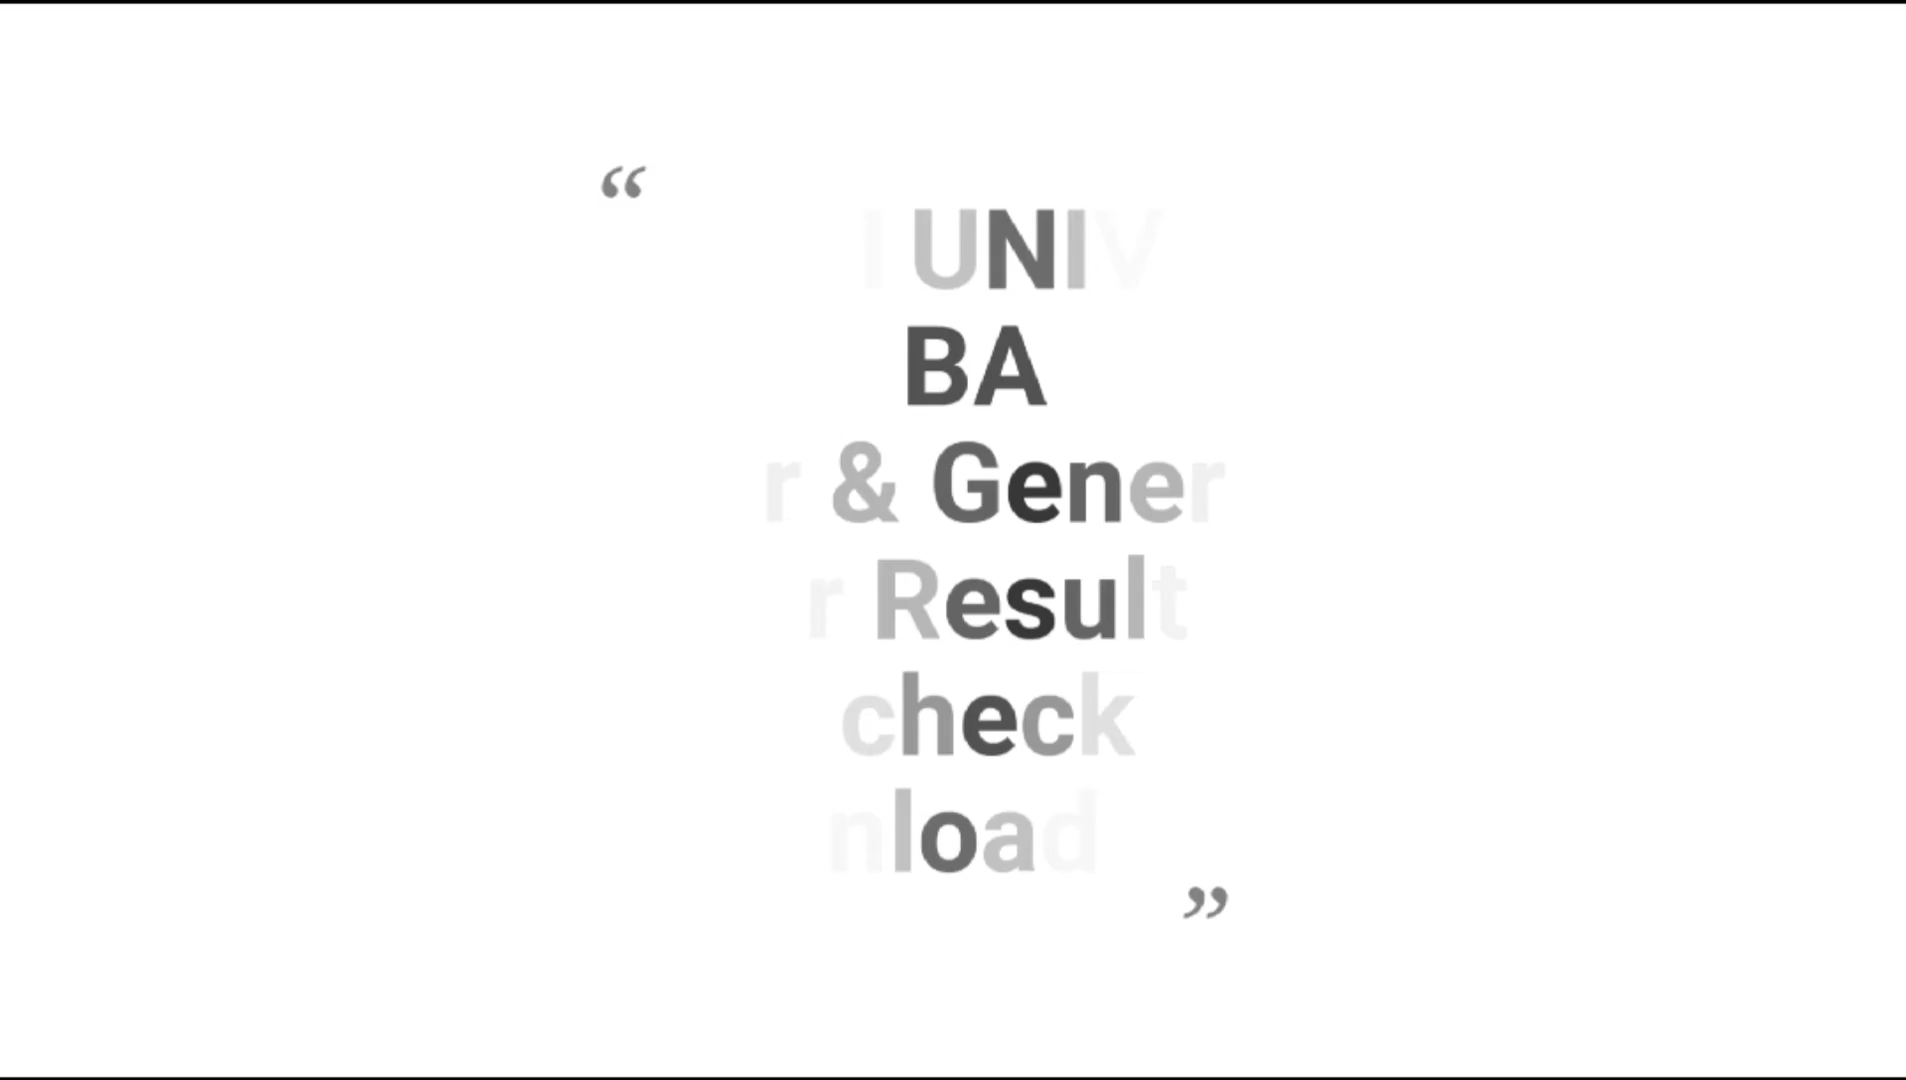 “
I UNIV
BA
r & Gener
r Result
check
nload
”